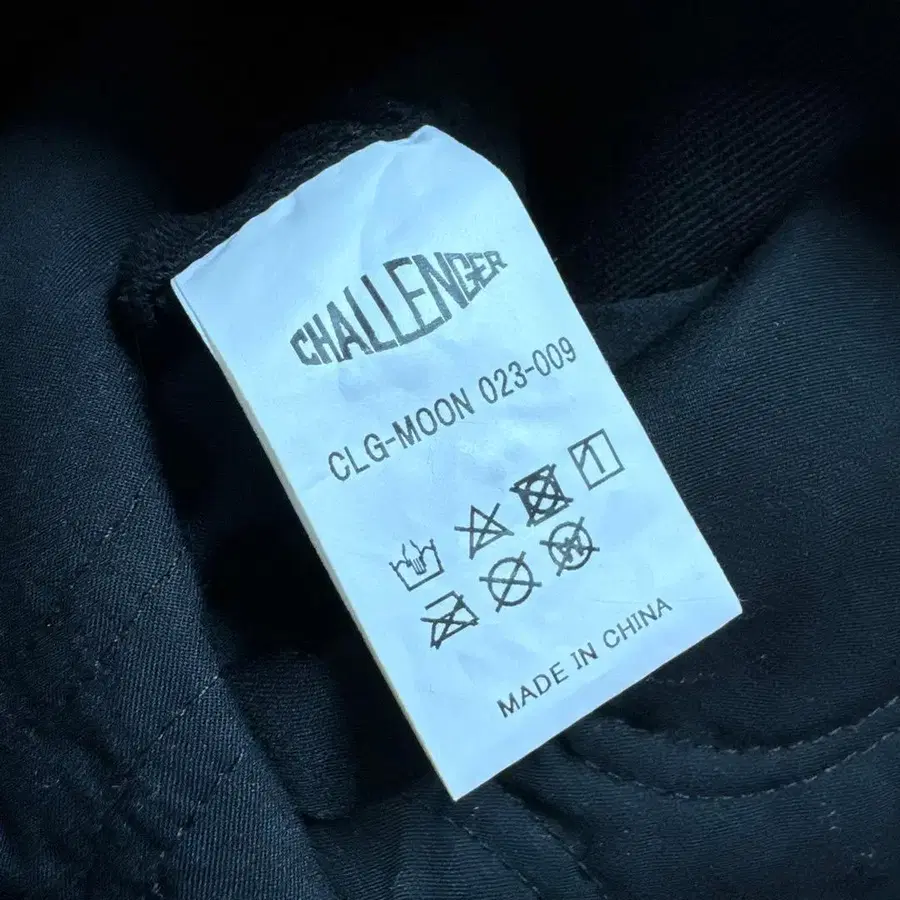 CHALLENGER
CLG-MOON 023-009
MADE IN CHINA